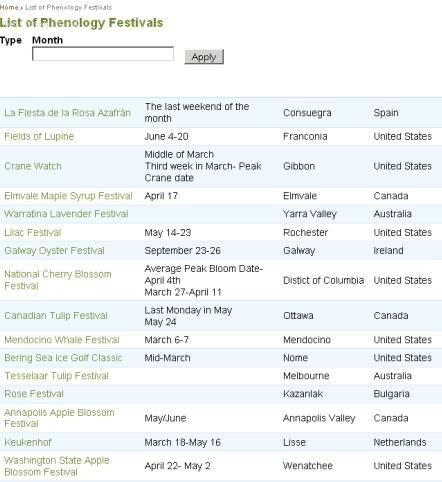 Home › List of Phenology Festivals
List of Phenology Festivals
Type Month
Apply
La Fiesta de la Rosa Azafràn The last weekend of the month Consuegra Spain
Fields of Lupine June 4-20 Franconia United States
Crane Watch Middle of March Third week in March- Peak Crane date Gibbon United States
Elmvale Maple Syrup Festival April 17 Elmvale Canada
Warratina Lavender Festival Yarra Valley Australia
Lilac Festival May 14-23 Rochester United States
Galway Oyster Festival September 23-26 Galway Ireland
National Cherry Blossom Festival Average Peak Bloom Date- April 4th March 27-April 11 Distict of Columbia United States
Canadian Tulip Festival Last Monday in May May 24 Ottawa Canada
Mendocino Whale Festival March 6-7 Mendocino United States
Bering Sea Ice Golf Classic Mid-March Nome United States
Tesselaar Tulip Festival Melbourne Australia
Rose Festival Kazanlak Bulgaria
Annapolis Apple Blossom Festival May/June Annapolis Valley Canada
Keukenhof March 18-May 16 Lisse Netherlands
Washington State Apple Blossom Festival April 22- May 2 Wenatchee United States